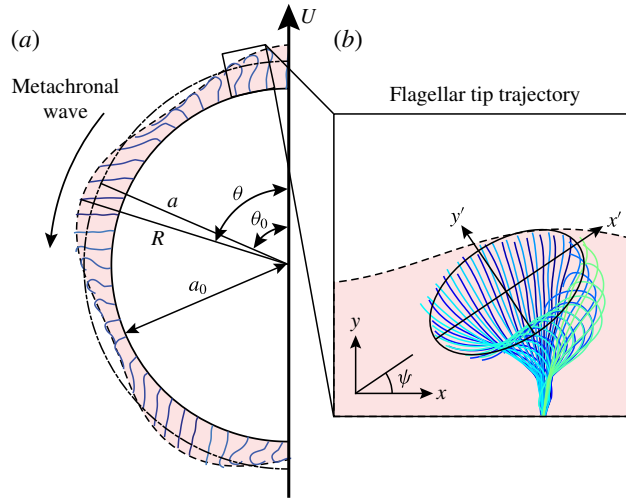 (a)
U
(b)
Metachronal
wave
Flagellar tip trajectory
θ
a
θ₀
R
a₀
y′
x′
y
ψ
x